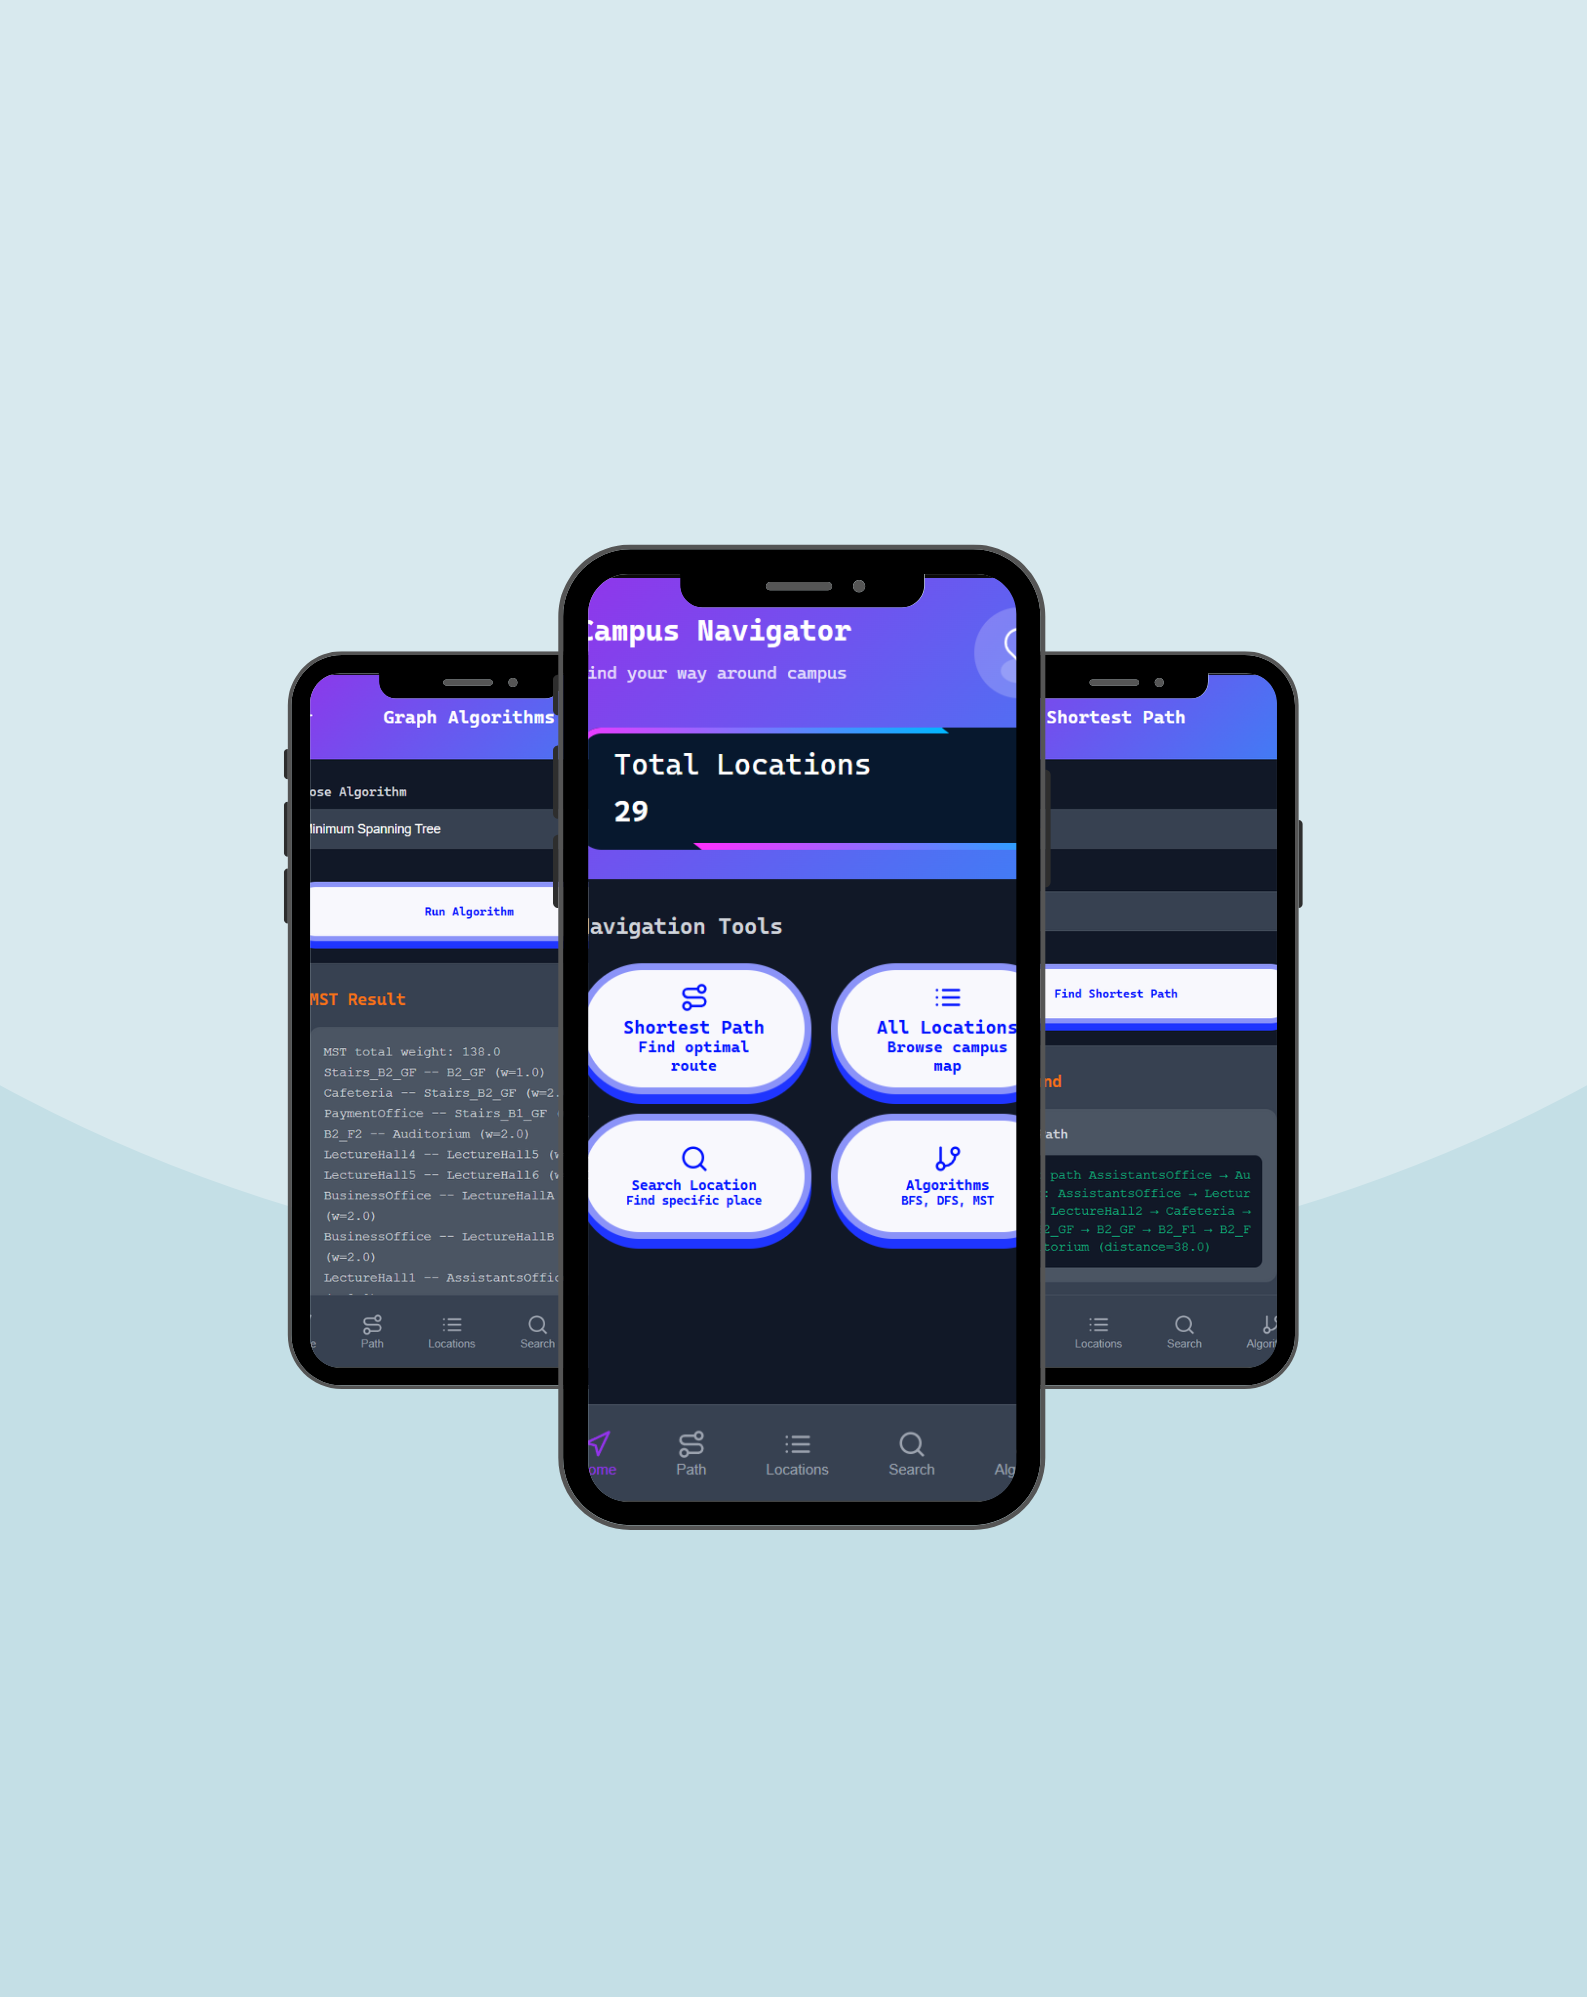 Graph Algorithms
ose Algorithm
Minimum Spanning Tree
Run Algorithm
MST Result
MST total weight: 138.0
Stairs_B2_GF -- B2_GF (w=1.0)
Cafeteria -- Stairs_B2_GF (w=2.
PaymentOffice -- Stairs_B1_GF
B2_F2 -- Auditorium (w=2.0)
LectureHall4 -- LectureHall5 (w
LectureHall5 -- LectureHall6 (w
BusinessOffice -- LectureHallA
(w=2.0)
BusinessOffice -- LectureHallB
(w=2.0)
LectureHall1 -- AssistantsOffic
Path
Locations
Search
Campus Navigator
ind your way around campus
Total Locations
29
Navigation Tools
Shortest Path
Find optimal
route
All Locations
Browse campus
map
Search Location
Find specific place
Algorithms
BFS, DFS, MST
ome
Path
Locations
Search
Alg
Shortest Path
Find Shortest Path
nd
ath
path AssistantsOffice → Au
: AssistantsOffice → Lectur
LectureHall2 → Cafeteria →
2_GF → B2_GF → B2_F1 → B2_F
torium (distance=38.0)
Locations
Search
Algori